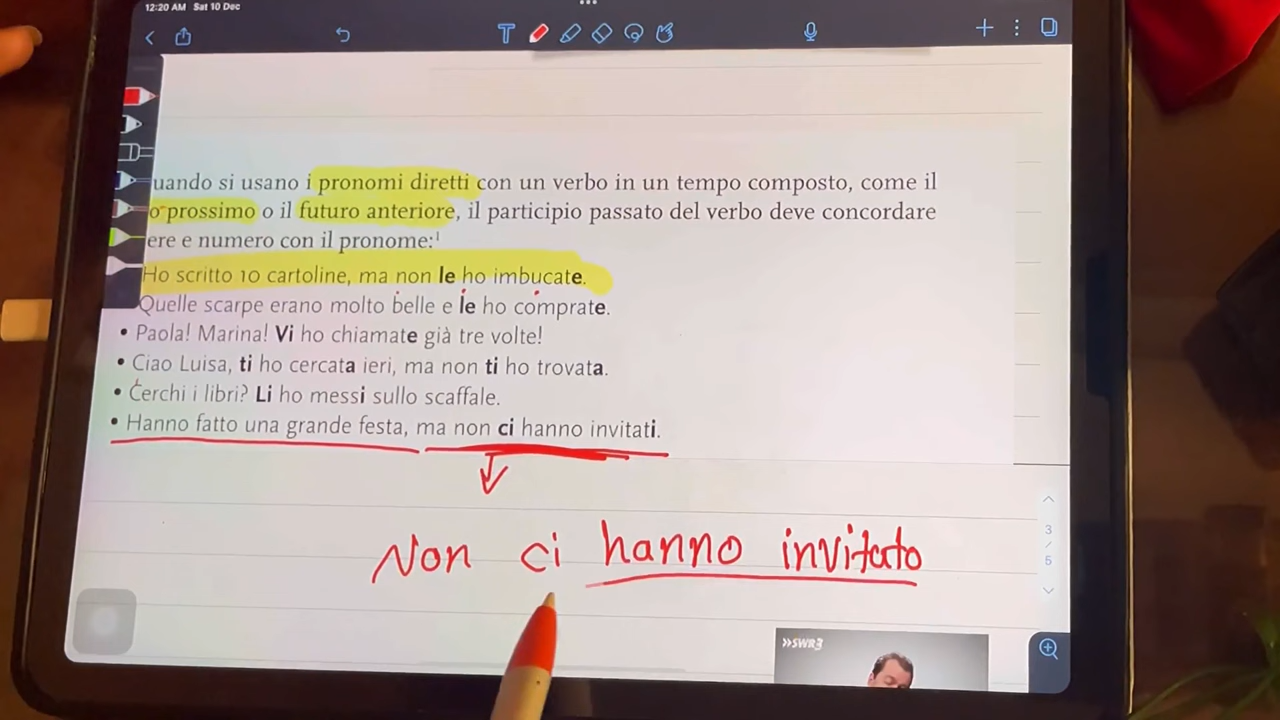 12:20 AM Sat 10 Dec
uando si usano i pronomi diretti con un verbo in un tempo composto, come il
o prossimo o il futuro anteriore, il participio passato del verbo deve concordare
ere e numero con il pronome:¹
Ho scritto 10 cartoline, ma non le ho imbucate.
Quelle scarpe erano molto belle e le ho comprate.
• Paola! Marina! Vi ho chiamate già tre volte!
• Ciao Luisa, ti ho cercata ieri, ma non ti ho trovata.
• Cerchi i libri? Li ho messi sullo scaffale.
• Hanno fatto una grande festa, ma non ci hanno invitati.
Non ci hanno invitato
3
/
5
»SWR3